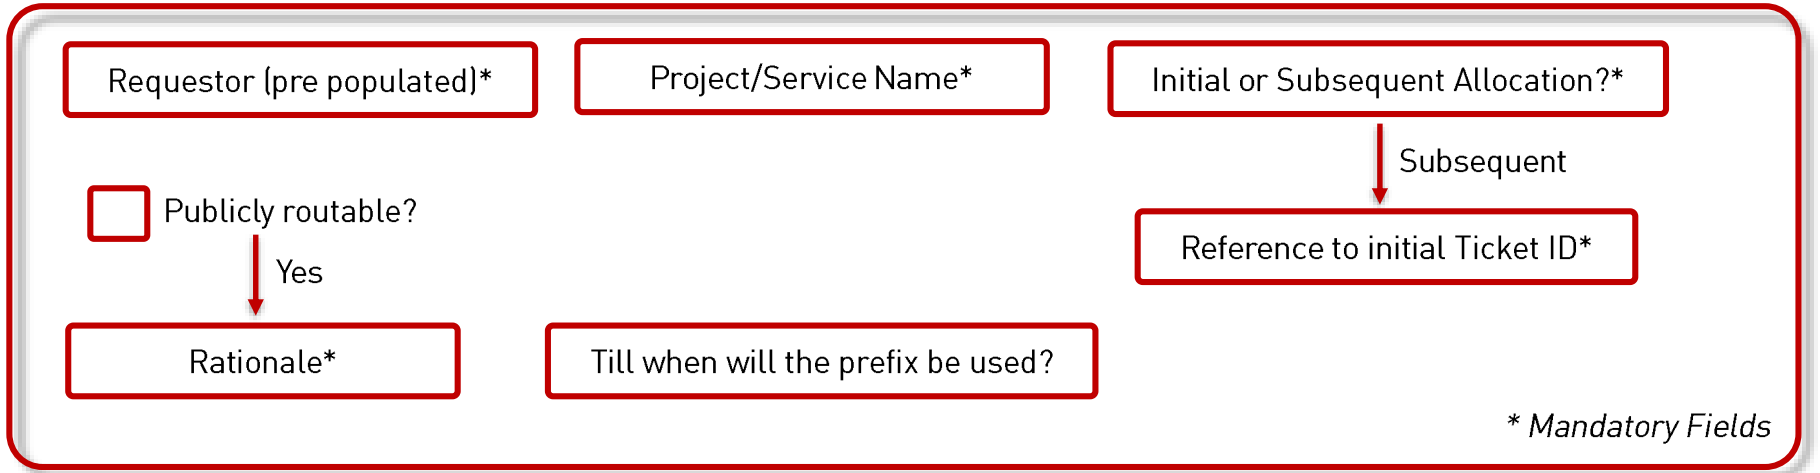 Requestor (pre populated)*
Project/Service Name*
Initial or Subsequent Allocation?*
Subsequent
Publicly routable?
Reference to initial Ticket ID*
Yes
Rationale*
Till when will the prefix be used?
* Mandatory Fields